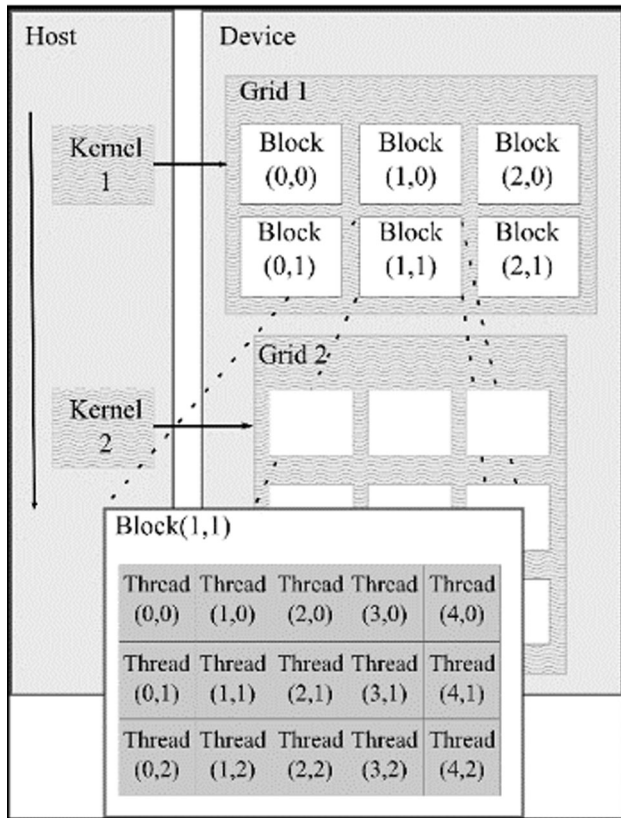 Host
Device
Grid 1
Kernel
1
Block
(0,0)
Block
(1,0)
Block
(2,0)
Block
(0,1)
Block
(1,1)
Block
(2,1)
Grid 2
Kernel
2
Block(1,1)
Thread
(0,0)
Thread
(1,0)
Thread
(2,0)
Thread
(3,0)
Thread
(4,0)
Thread
(0,1)
Thread
(1,1)
Thread
(2,1)
Thread
(3,1)
Thread
(4,1)
Thread
(0,2)
Thread
(1,2)
Thread
(2,2)
Thread
(3,2)
Thread
(4,2)